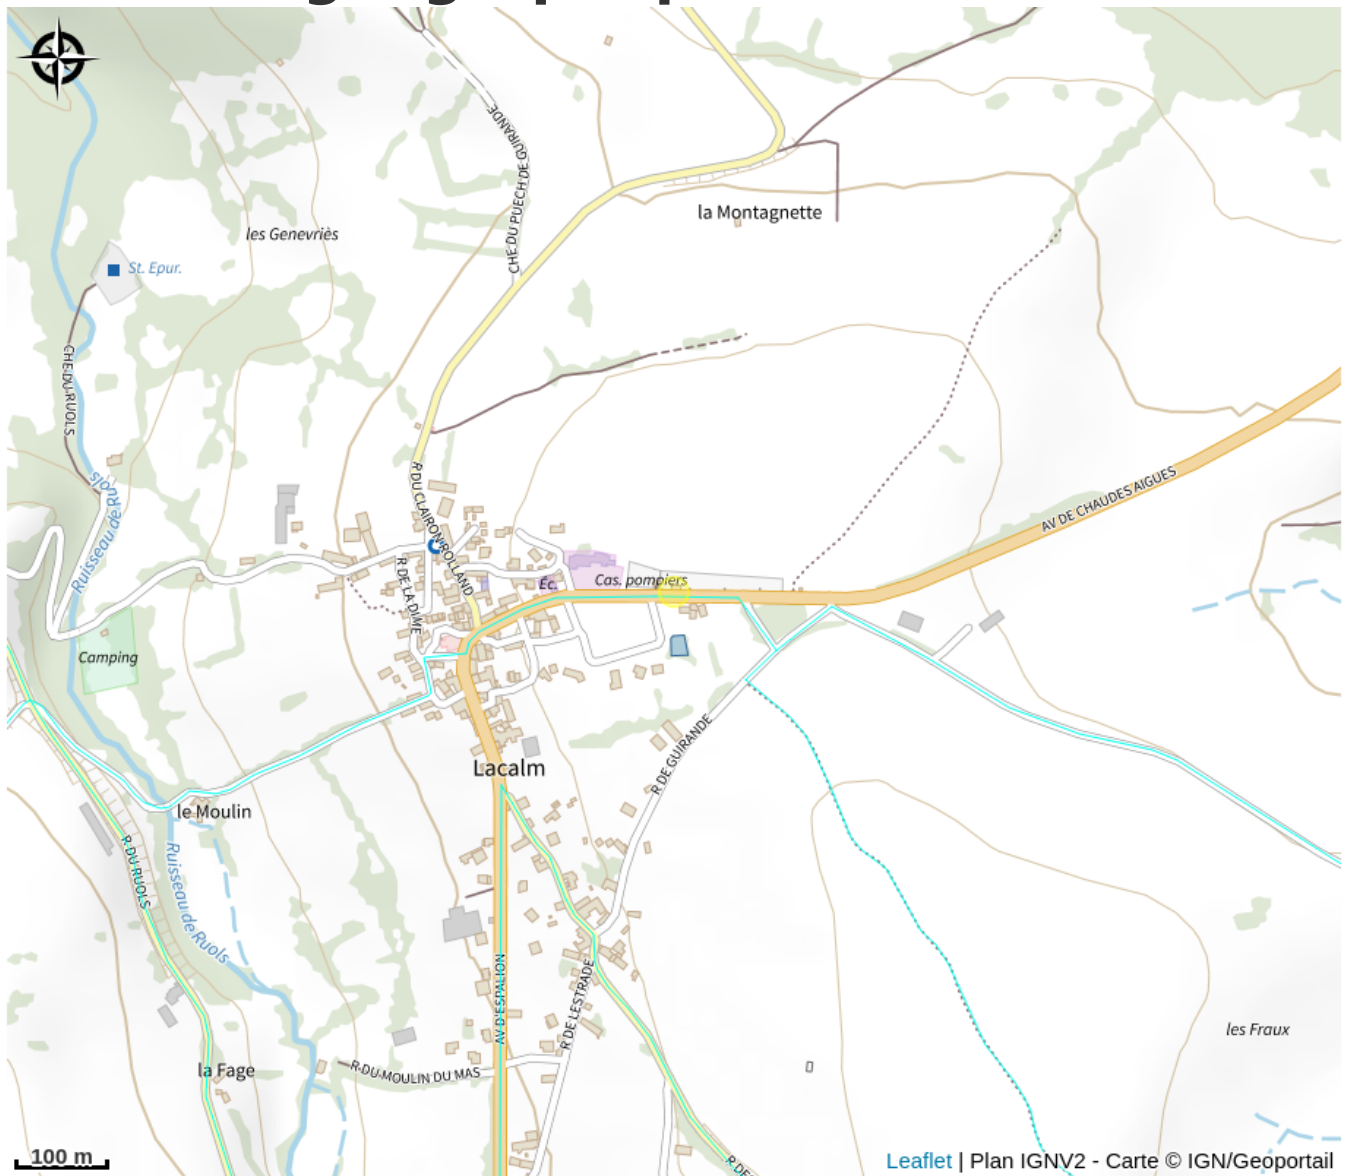 CHE DU PUECH DE GUIRANDE
la Montagnette
les Genevriès
St. Epur.
CHE DU RUOLS
Ruisseau de Ruols
R DU CLAIRON ROLLAND
AV DE CHAUDES AIGUES
R DE LA DIME
Éc.
Cas. pompiers
Camping
R DE GUIRANDE
Lacalm
le Moulin
R DU RUOLS
Ruisseau de Ruols
AV D'ESPALION
R DE LESTRADE
les Fraux
la Fage
R DU MOULIN DU MAS
100 m
Leaflet | Plan IGNV2 - Carte © IGN/Geoportail